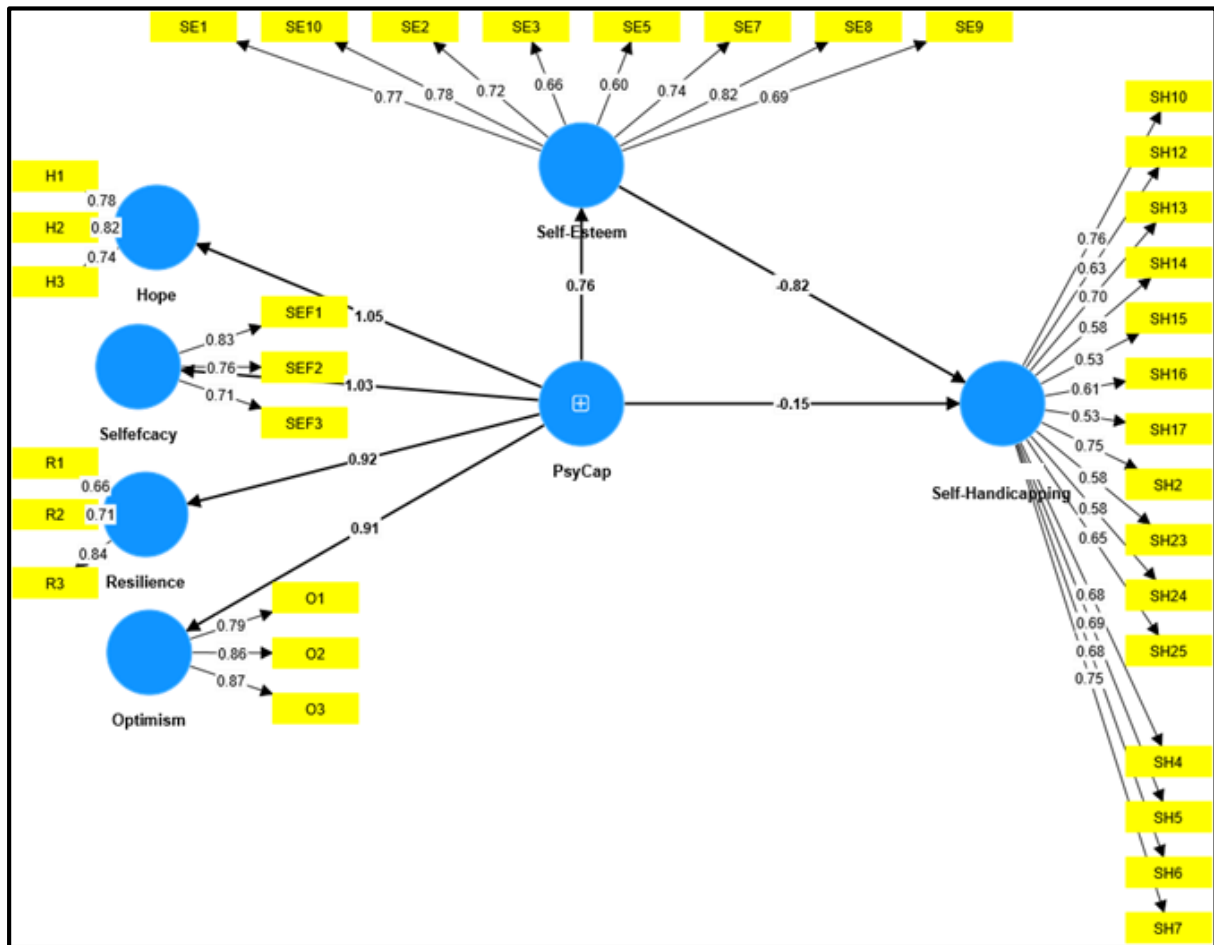 SE1 SE10 SE2 SE3 SE5 SE7 SE8 SE9
0.77 0.78 0.72 0.66 0.60 0.74 0.82 0.69
Self-Esteem
H1
H2
H3
0.78
0.82
0.74
Hope
SEF1
SEF2
SEF3
0.83
0.76
0.71
Selfefcacy
R1
R2
R3
0.66
0.71
0.84
Resilience
O1
O2
O3
0.79
0.86
0.87
Optimism
1.05
1.03
0.92
0.91
0.76
PsyCap
-0.82
-0.15
Self-Handicapping
0.76
0.63
0.70
0.58
0.53
0.61
0.53
0.75
0.58
0.58
0.65
0.68
0.69
0.68
0.75
SH10
SH12
SH13
SH14
SH15
SH16
SH17
SH2
SH23
SH24
SH25
SH4
SH5
SH6
SH7